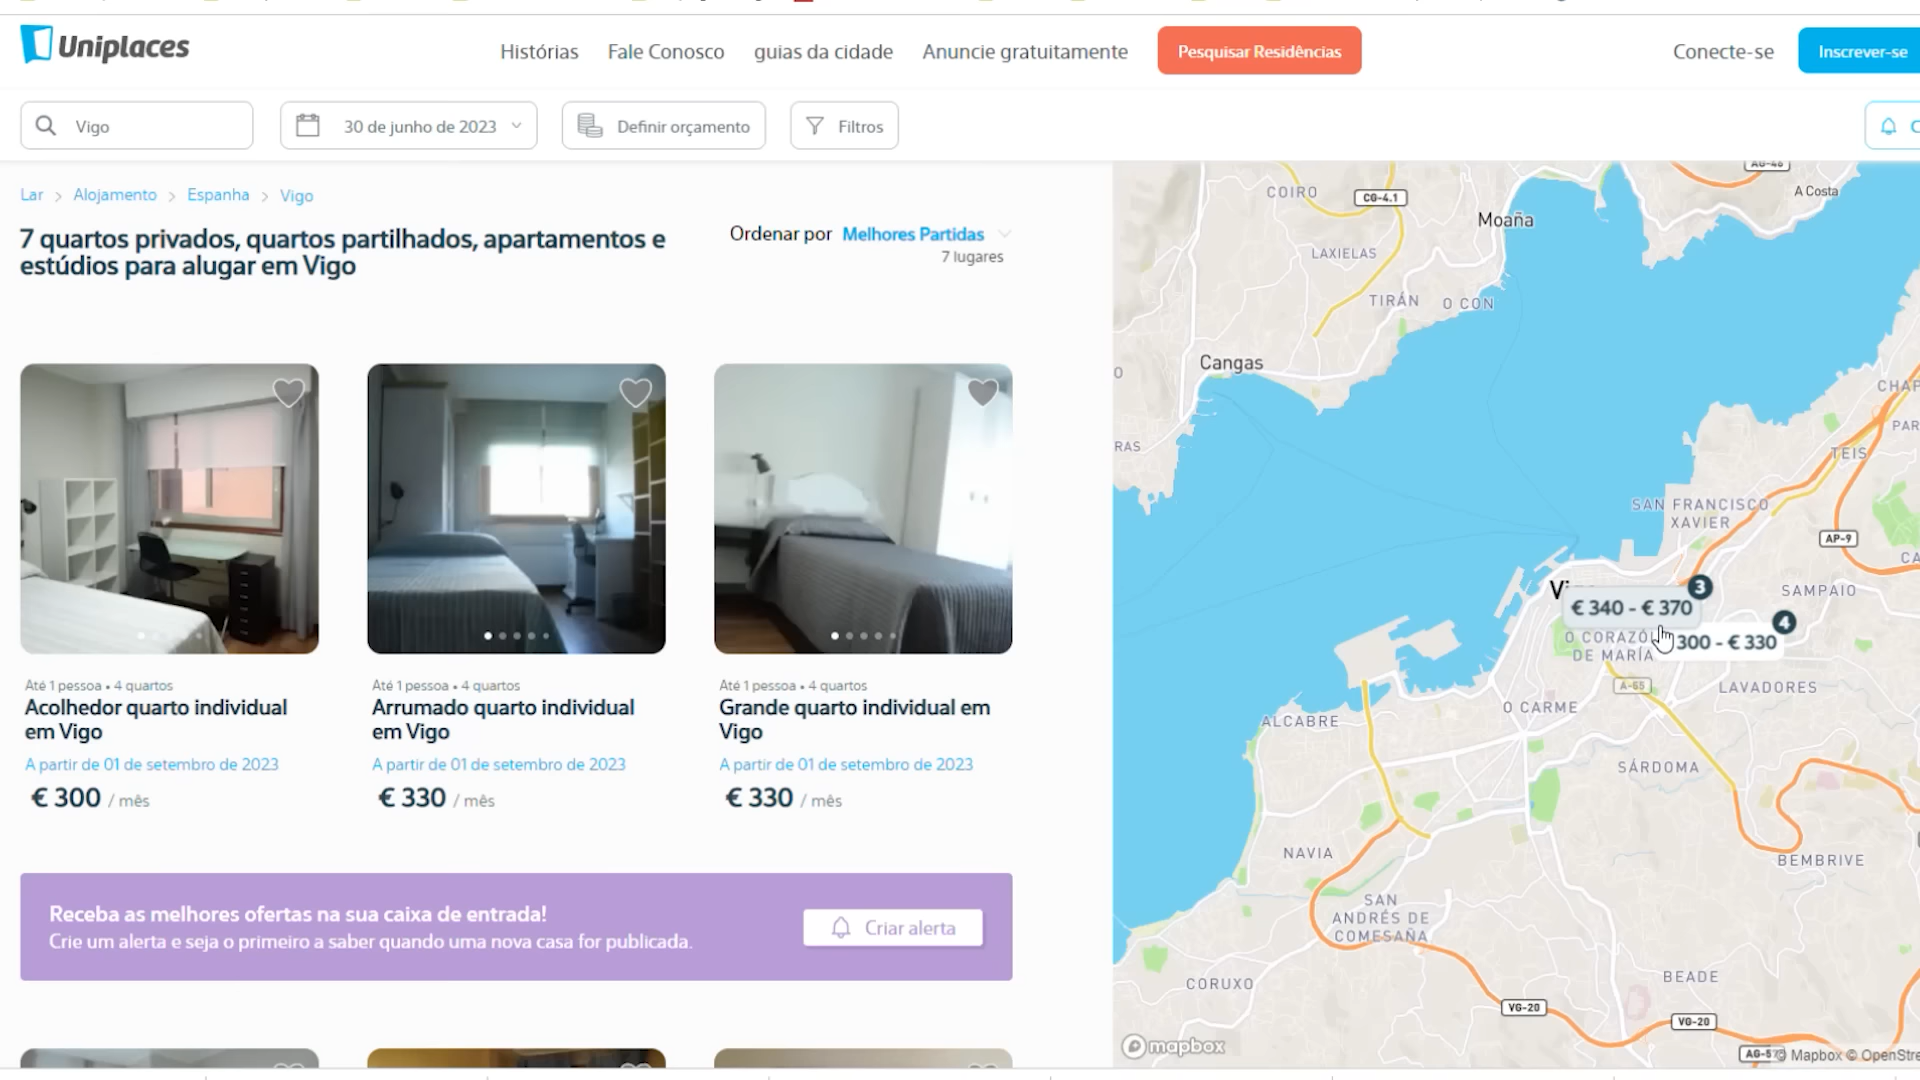 Uniplaces
Histórias
Fale Conosco
guias da cidade
Anuncie gratuitamente
Pesquisar Residências
Conecte-se
Inscrever-se
Vigo
30 de junho de 2023
Definir orçamento
Filtros
C
Lar > Alojamento > Espanha > Vigo
7 quartos privados, quartos partilhados, apartamentos e
estúdios para alugar em Vigo
Ordenar por Melhores Partidas
7 lugares
Até 1 pessoa • 4 quartos
Acolhedor quarto individual
em Vigo
A partir de 01 de setembro de 2023
€ 300 / mês
Até 1 pessoa • 4 quartos
Arrumado quarto individual
em Vigo
A partir de 01 de setembro de 2023
€ 330 / mês
Até 1 pessoa • 4 quartos
Grande quarto individual em
Vigo
A partir de 01 de setembro de 2023
€ 330 / mês
Receba as melhores ofertas na sua caixa de entrada!
Crie um alerta e seja o primeiro a saber quando uma nova casa for publicada.
Criar alerta
AG-46
A Costa
COIRO
CG-4.1
Moaña
LAXIELAS
TIRÁN
O CON
Cangas
O
CHAP
PAR
RAS
TEIS
SAN FRANCISCO
XAVIER
AP-9
CA
Vi
3
€ 340 - € 370
SAMPAIO
4
300 - € 330
O CORAZÓ
DE MARÍA
A-55
LAVADORES
O CARME
ALCABRE
SÁRDOMA
NAVIA
BEMBRIVE
SAN
ANDRÉS DE
COMESAÑA
CORUXO
BEADE
VG-20
VG-20
mapbox
AG-57
© Mapbox © OpenStre